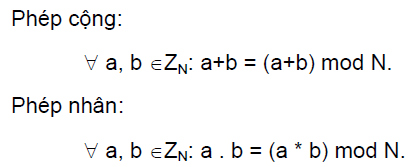 Phép cộng:
∀ a, b ∈Z_N: a+b = (a+b) mod N.
Phép nhân:
∀ a, b ∈Z_N: a . b = (a * b) mod N.